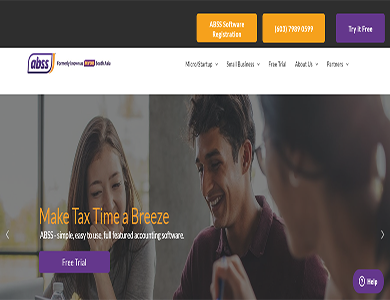 ABSS Software
Registration
(603) 7989 0599
Try It Free
abss
Formerly known as MYOB South Asia
Micro/Startup
Small Business
Free Trial
About Us
Partners
Make Tax Time a Breeze
ABSS - simple, easy to use, full featured accounting software.
Free Trial
Help